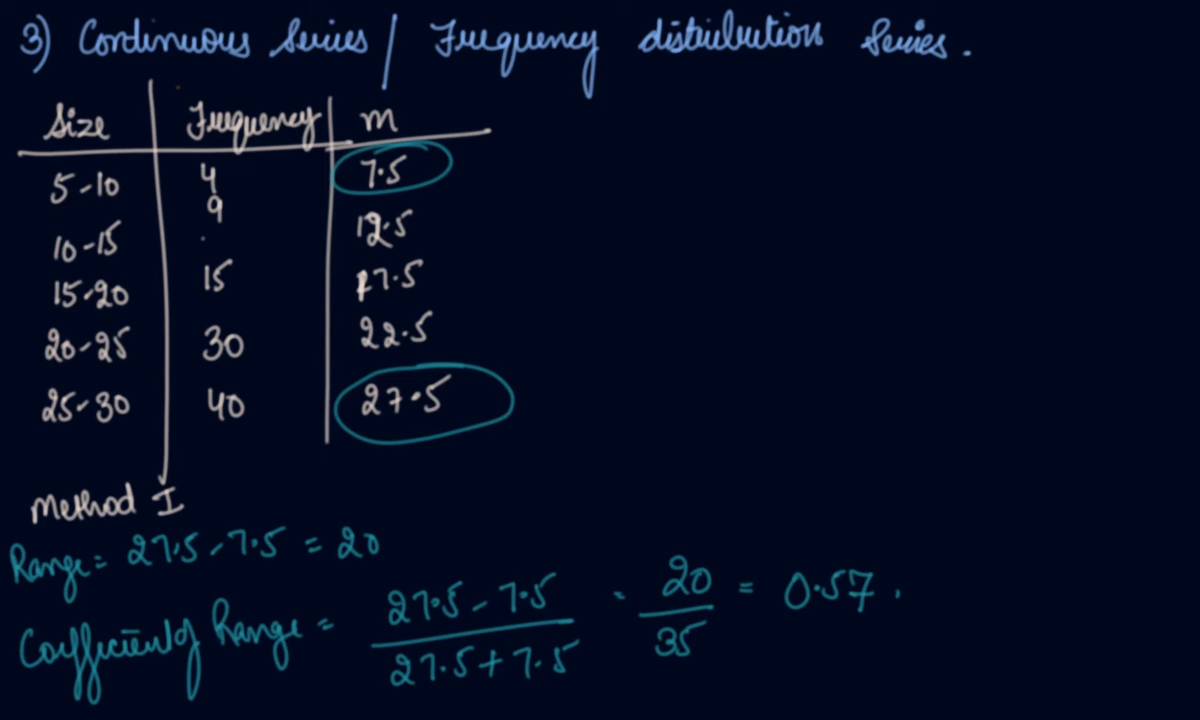 3) Continuous Series / Frequency distribution Series.
Size Frequency m
5-10 4 7.5
10-15 9 12.5
15-20 15 17.5
20-25 30 22.5
25-30 40 27.5
Method I
Range = 27.5 - 7.5 = 20
Coefficient of Range = 27.5 - 7.5 / 27.5 + 7.5 = 20 / 35 = 0.57.